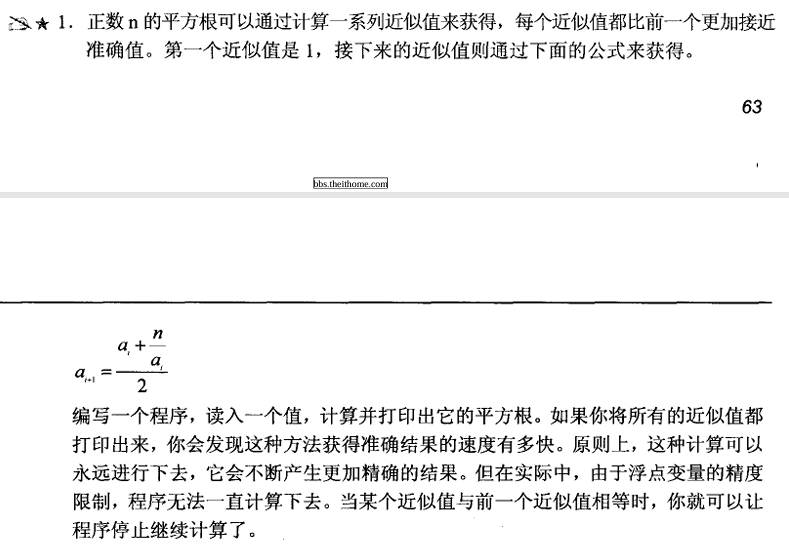 ★ 1. 正数 n 的平方根可以通过计算一系列近似值来获得，每个近似值都比前一个更加接近
准确值。第一个近似值是 1，接下来的近似值则通过下面的公式来获得。
63
bbs.theithome.com
a_{i+1} = (a_i + n/a_i) / 2
编写一个程序，读入一个值，计算并打印出它的平方根。如果你将所有的近似值都
打印出来，你会发现这种方法获得准确结果的速度有多快。原则上，这种计算可以
永远进行下去，它会不断产生更加精确的结果。但在实际中，由于浮点变量的精度
限制，程序无法一直计算下去。当某个近似值与前一个近似值相等时，你就可以让
程序停止继续计算了。